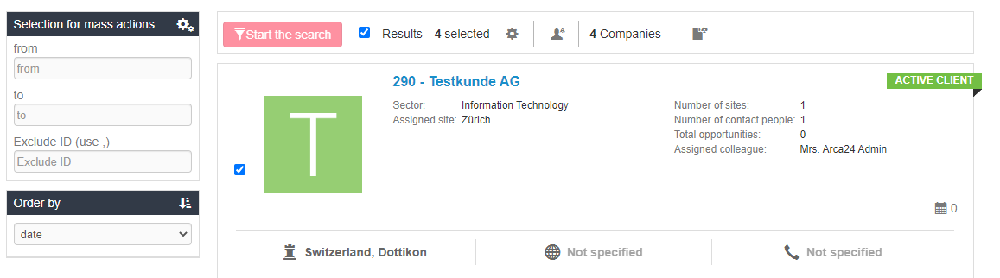 Selection for mass actions
from
from
to
to
Exclude ID (use ,)
Exclude ID
Order by
date
Start the search
Results 4 selected
4 Companies
290 - Testkunde AG
ACTIVE CLIENT
T
Sector: Information Technology
Assigned site: Zürich
Number of sites: 1
Number of contact people: 1
Total opportunities: 0
Assigned colleague: Mrs. Arca24 Admin
0
Switzerland, Dottikon
Not specified
Not specified